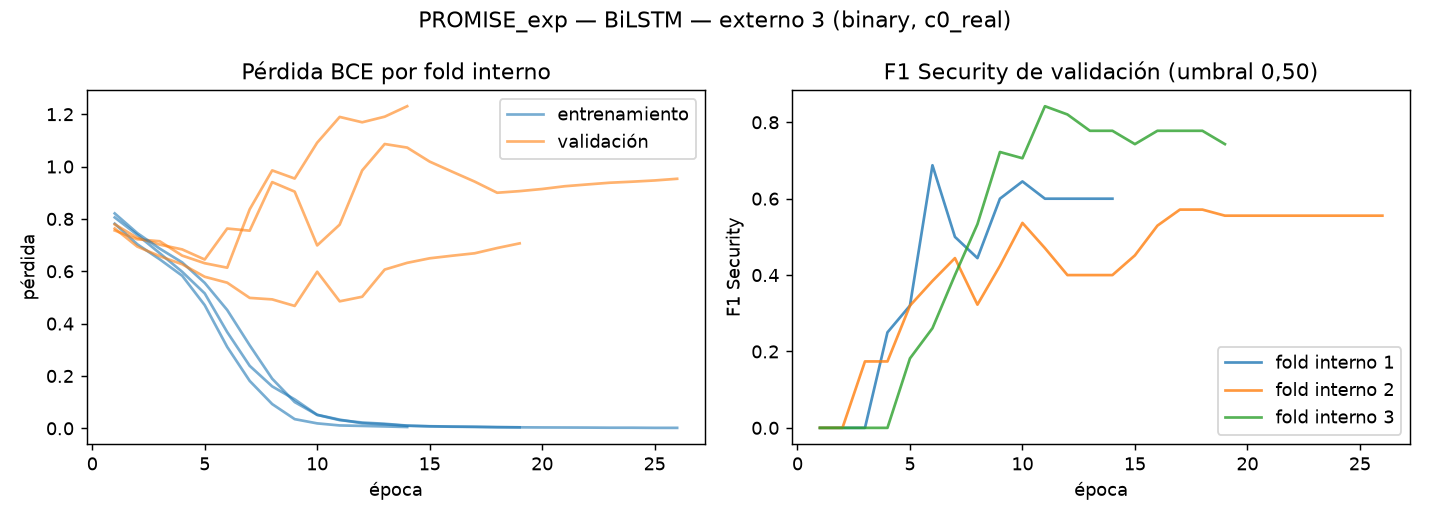 PROMISE_exp — BiLSTM — externo 3 (binary, c0_real)
Pérdida BCE por fold interno
1.2
1.0
0.8
0.6
0.4
0.2
0.0
pérdida
0
5
10
15
20
25
época
entrenamiento
validación
F1 Security de validación (umbral 0,50)
0.8
0.6
0.4
0.2
0.0
F1 Security
0
5
10
15
20
25
época
fold interno 1
fold interno 2
fold interno 3